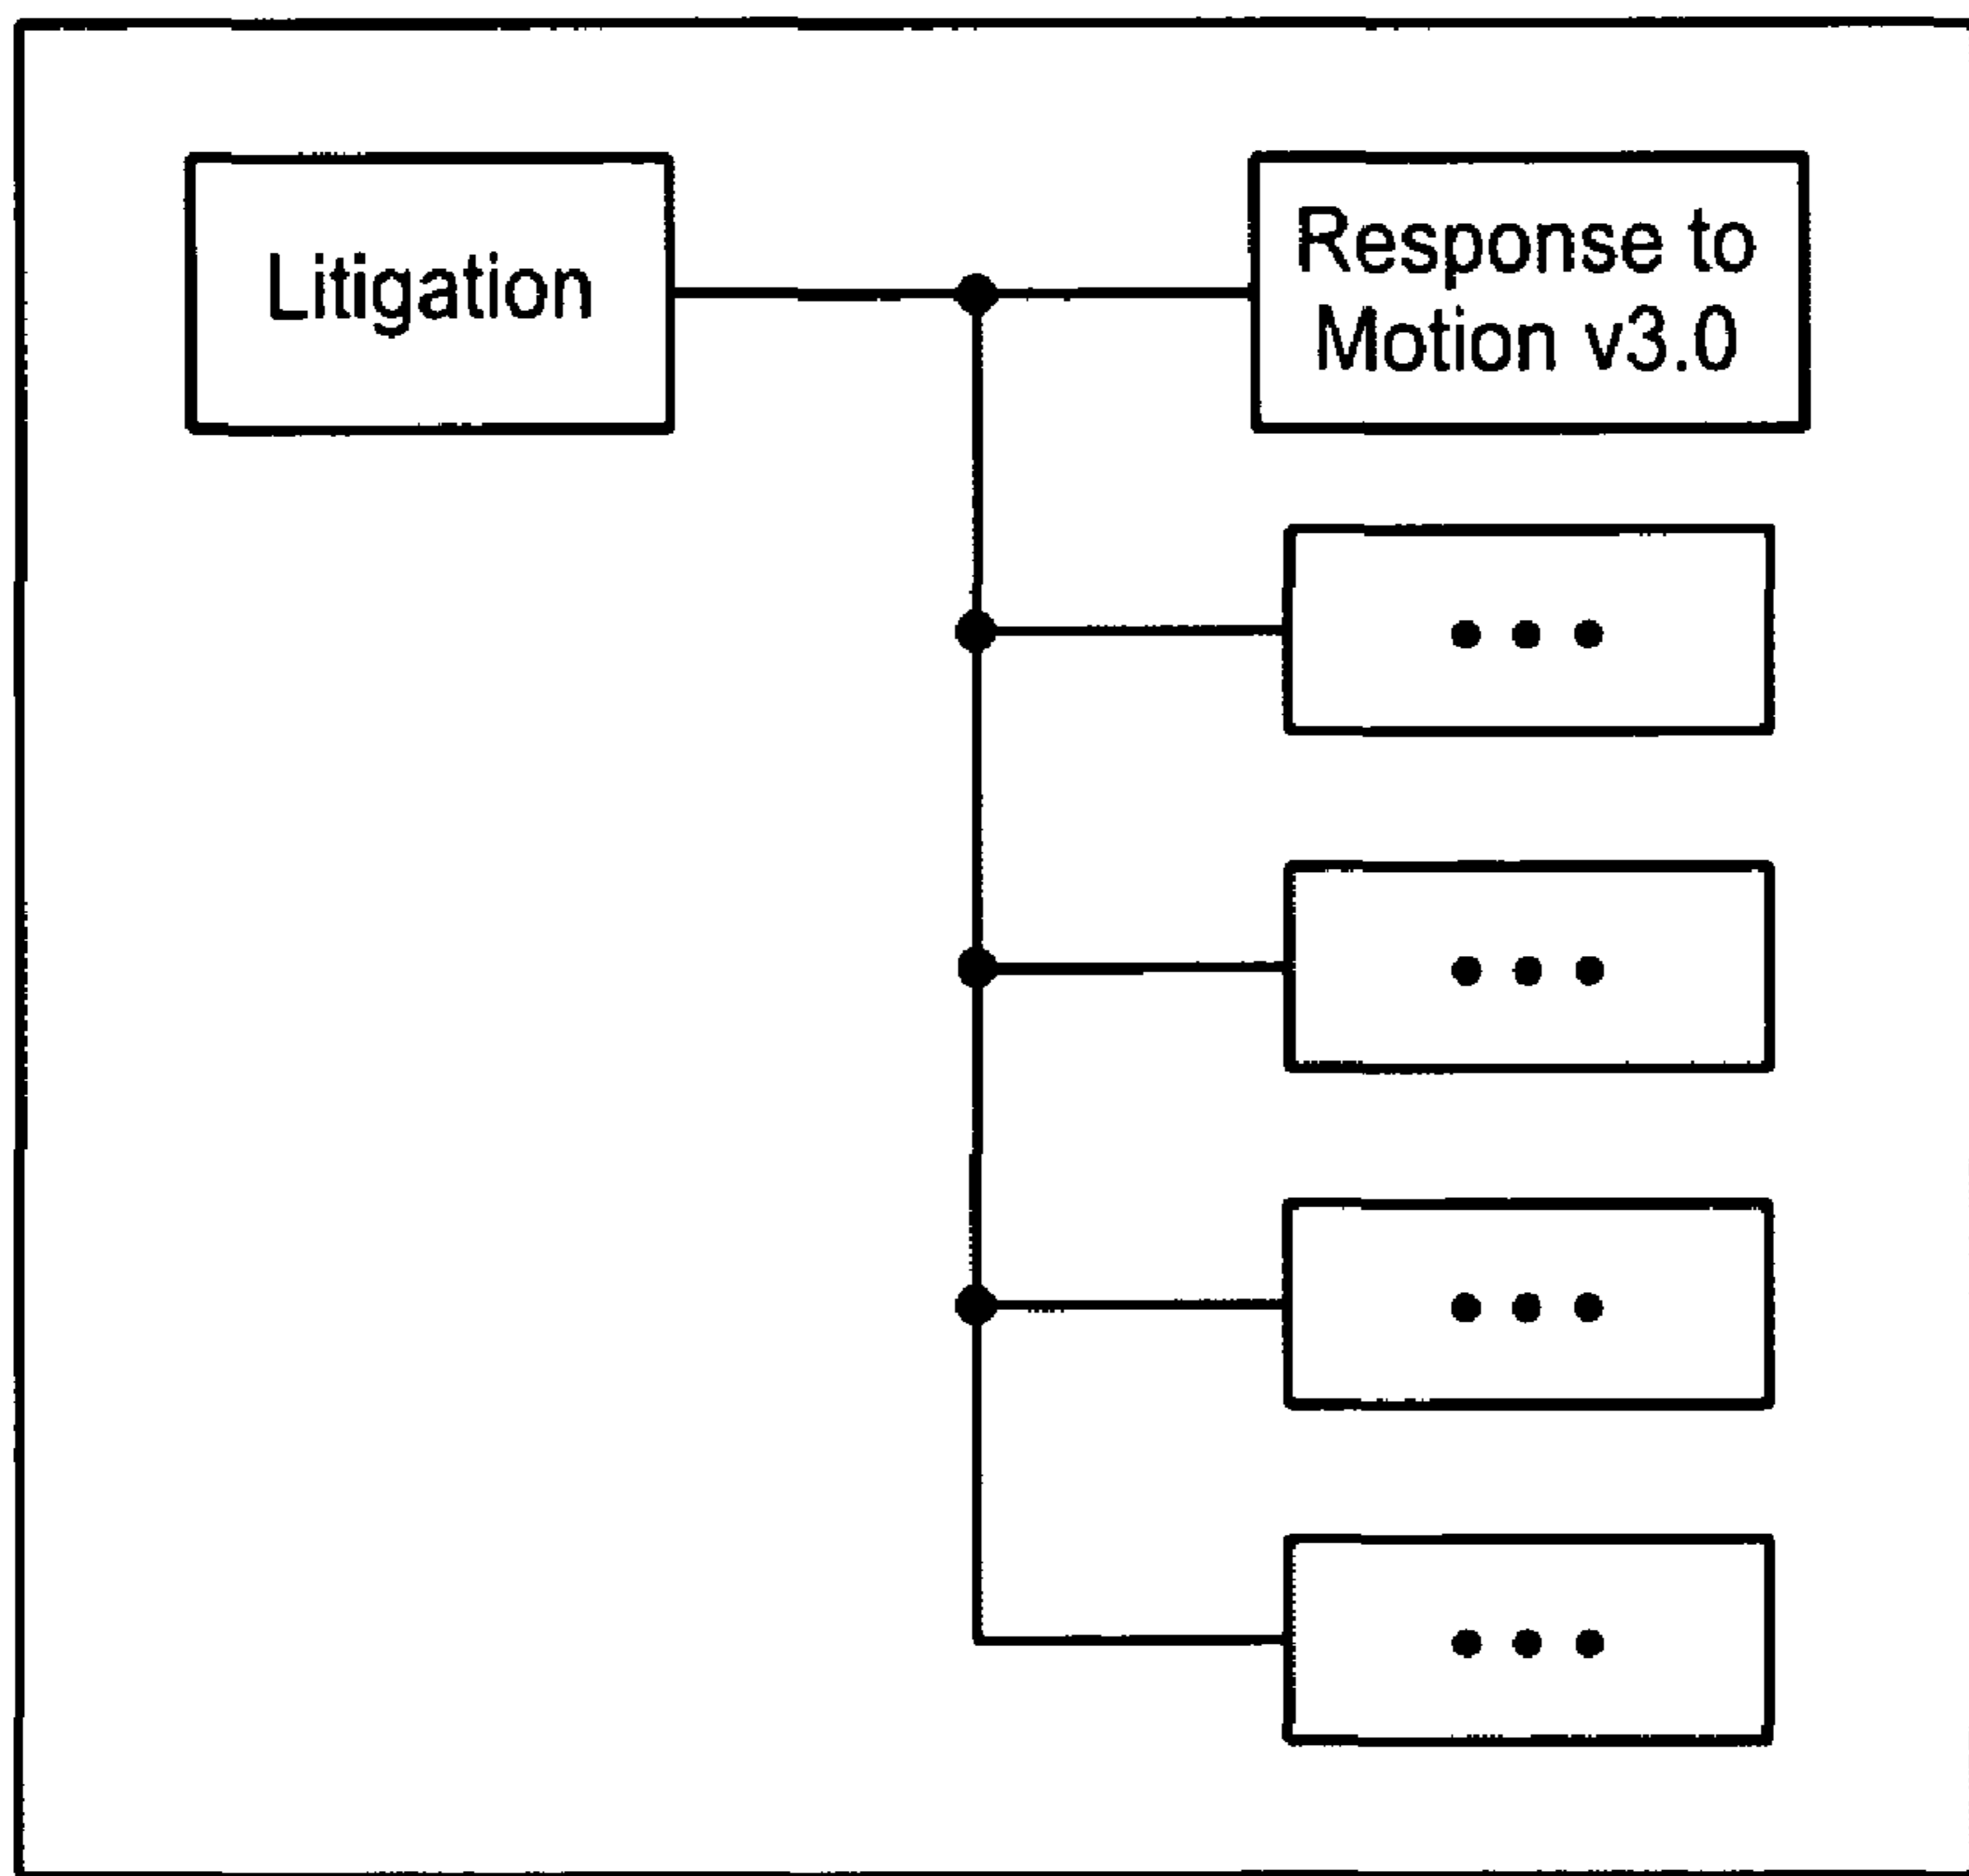 Litigation
Response to
Motion v3.0
• • •
• • •
• • •
• • •